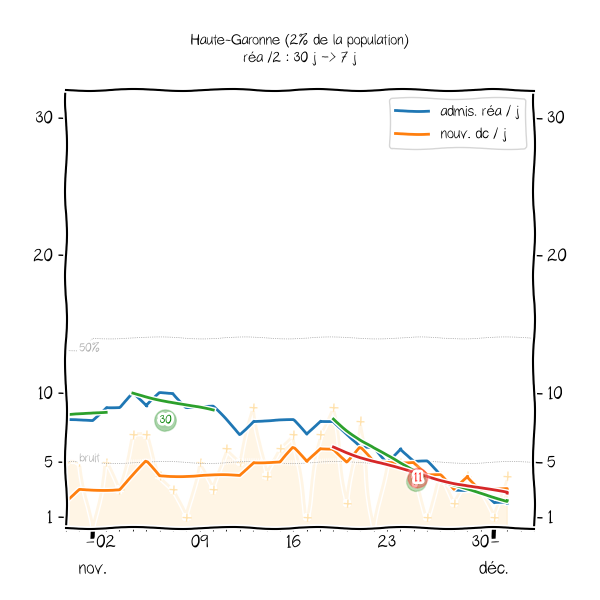 Haute-Garonne (2% de la population)
réa /2 : 30 j -> 7 j
admis. réa / j
nouv. dc / j
30
30
20
20
50%
10
10
30
5
bruit
5
11
1
1
02
09
16
23
30
nov.
déc.